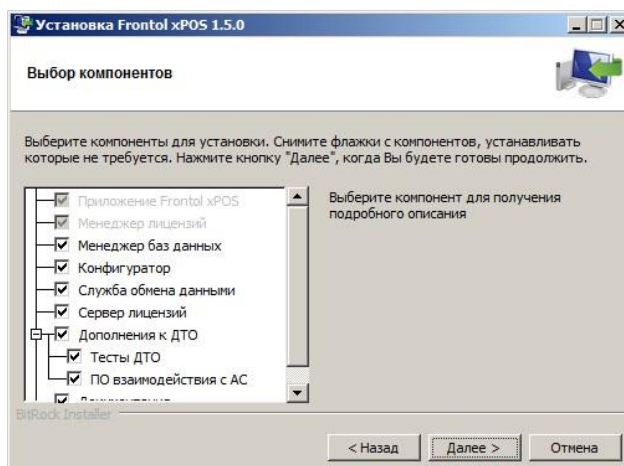 Установка Frontol xPOS 1.5.0
Выбор компонентов
Выберите компоненты для установки. Снимите флажки с компонентов, устанавливать
которые не требуется. Нажмите кнопку "Далее", когда Вы будете готовы продолжить.
Приложение Frontol xPOS
Менеджер лицензий
Менеджер баз данных
Конфигуратор
Служба обмена данными
Сервер лицензий
Дополнения к ДТО
Тесты ДТО
ПО взаимодействия с АС
Выберите компонент для получения
подробного описания
BitRock Installer
< Назад
Далее >
Отмена